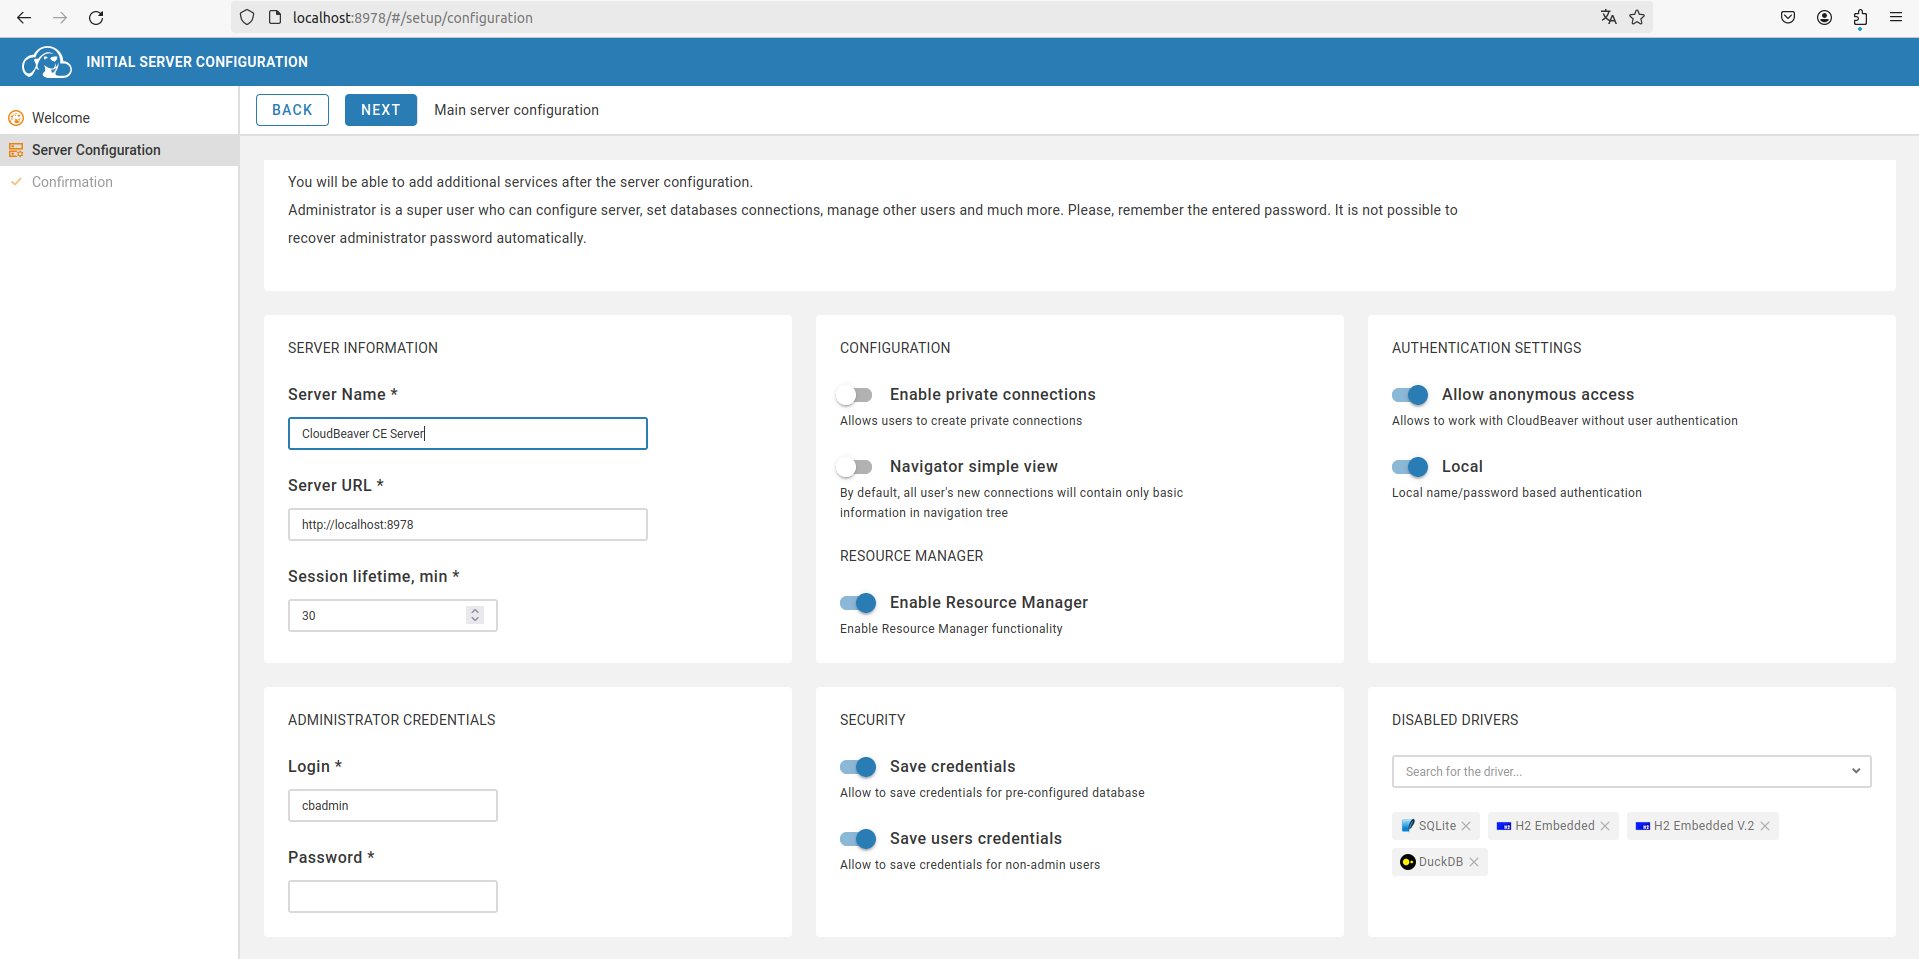 localhost:8978/#/setup/configuration
INITIAL SERVER CONFIGURATION
Welcome
Server Configuration
Confirmation
BACK NEXT Main server configuration
You will be able to add additional services after the server configuration.
Administrator is a super user who can configure server, set databases connections, manage other users and much more. Please, remember the entered password. It is not possible to
recover administrator password automatically.
SERVER INFORMATION
Server Name *
CloudBeaver CE Server
Server URL *
http://localhost:8978
Session lifetime, min *
30
CONFIGURATION
Enable private connections
Allows users to create private connections
Navigator simple view
By default, all user's new connections will contain only basic
information in navigation tree
RESOURCE MANAGER
Enable Resource Manager
Enable Resource Manager functionality
AUTHENTICATION SETTINGS
Allow anonymous access
Allows to work with CloudBeaver without user authentication
Local
Local name/password based authentication
ADMINISTRATOR CREDENTIALS
Login *
cbadmin
Password *
SECURITY
Save credentials
Allow to save credentials for pre-configured database
Save users credentials
Allow to save credentials for non-admin users
DISABLED DRIVERS
Search for the driver...
SQLite H2 Embedded H2 Embedded V.2
DuckDB